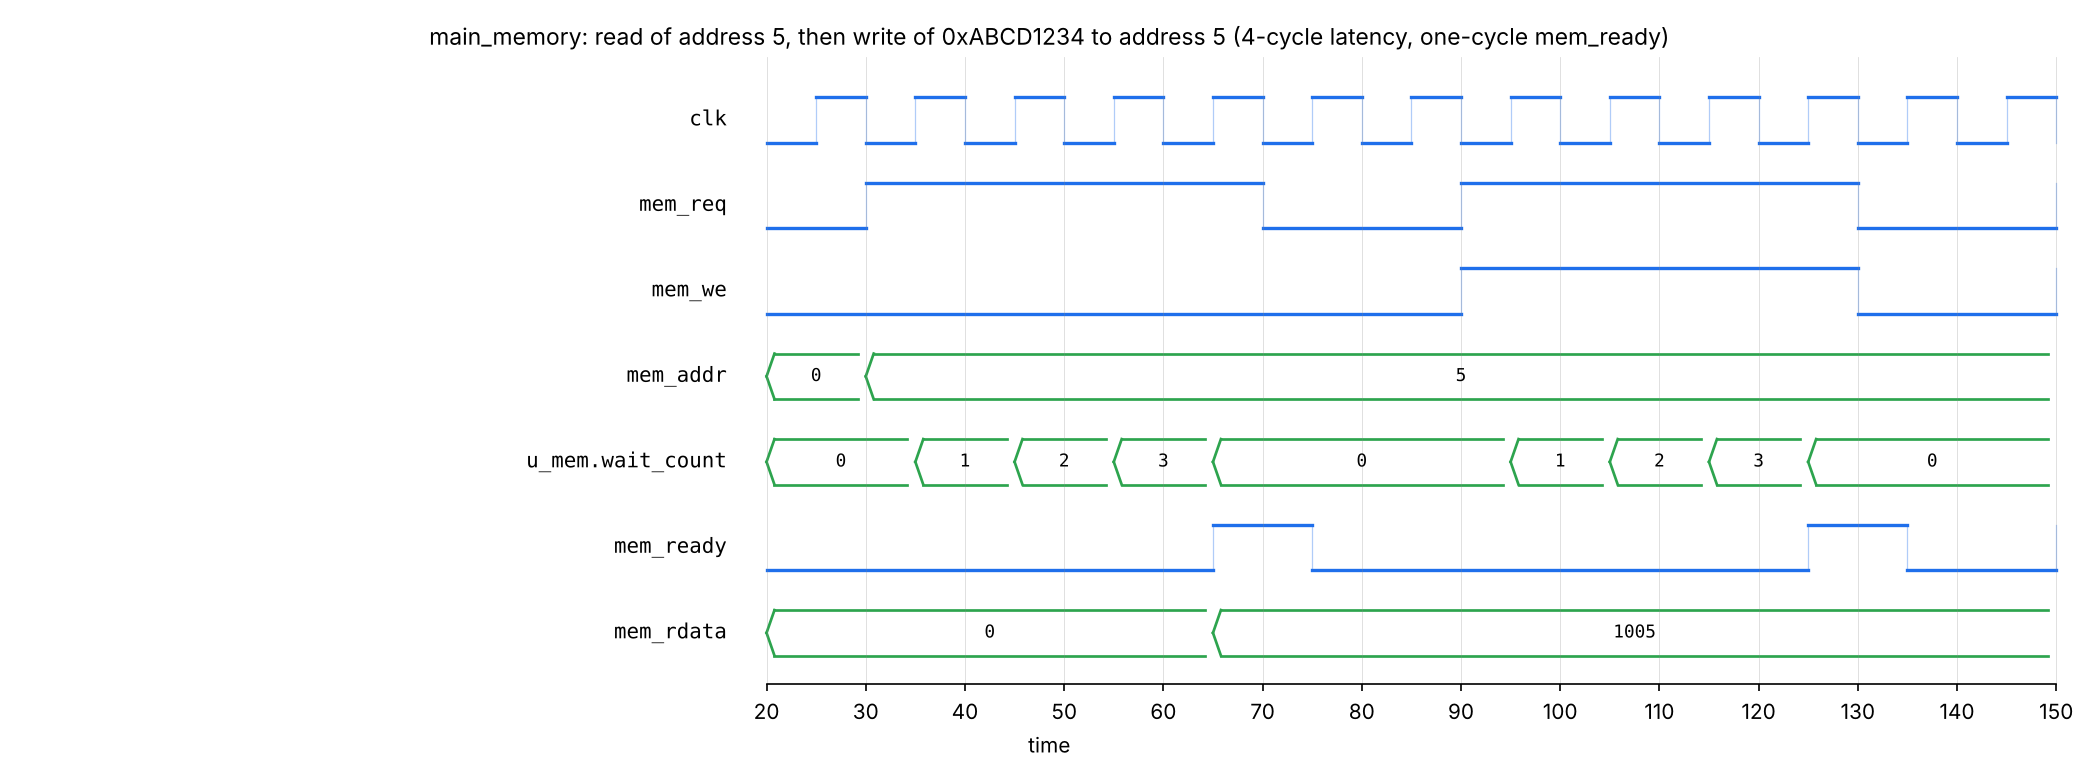 main_memory: read of address 5, then write of 0xABCD1234 to address 5 (4-cycle latency, one-cycle mem_ready)
clk
mem_req
mem_we
mem_addr 0 5
u_mem.wait_count 0 1 2 3 0 1 2 3 0
mem_ready
mem_rdata 0 1005
20 30 40 50 60 70 80 90 100 110 120 130 140 150
time